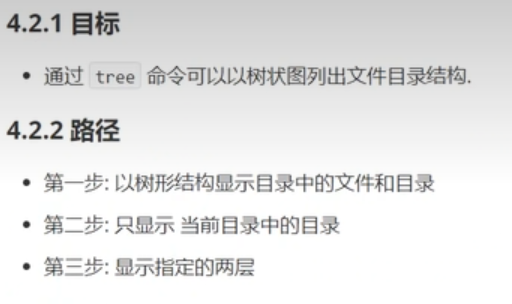 4.2.1 目标
• 通过 tree 命令可以以树状图列出文件目录结构.
4.2.2 路径
• 第一步: 以树形结构显示目录中的文件和目录
• 第二步: 只显示 当前目录中的目录
• 第三步: 显示指定的两层